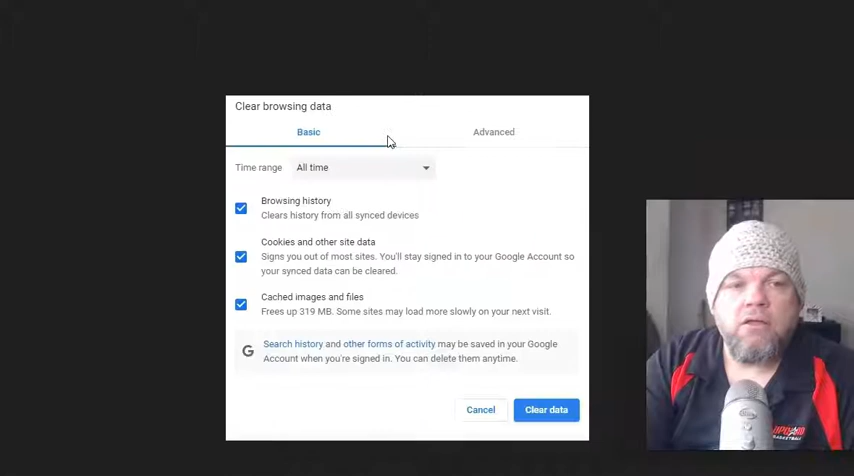 Clear browsing data
Basic
Advanced
Time range
All time
Browsing history
Clears history from all synced devices
Cookies and other site data
Signs you out of most sites. You'll stay signed in to your Google Account so
your synced data can be cleared.
Cached images and files
Frees up 319 MB. Some sites may load more slowly on your next visit.
G
Search history and other forms of activity may be saved in your Google
Account when you're signed in. You can delete them anytime.
Cancel
Clear data
UPWARD
BASKETBALL